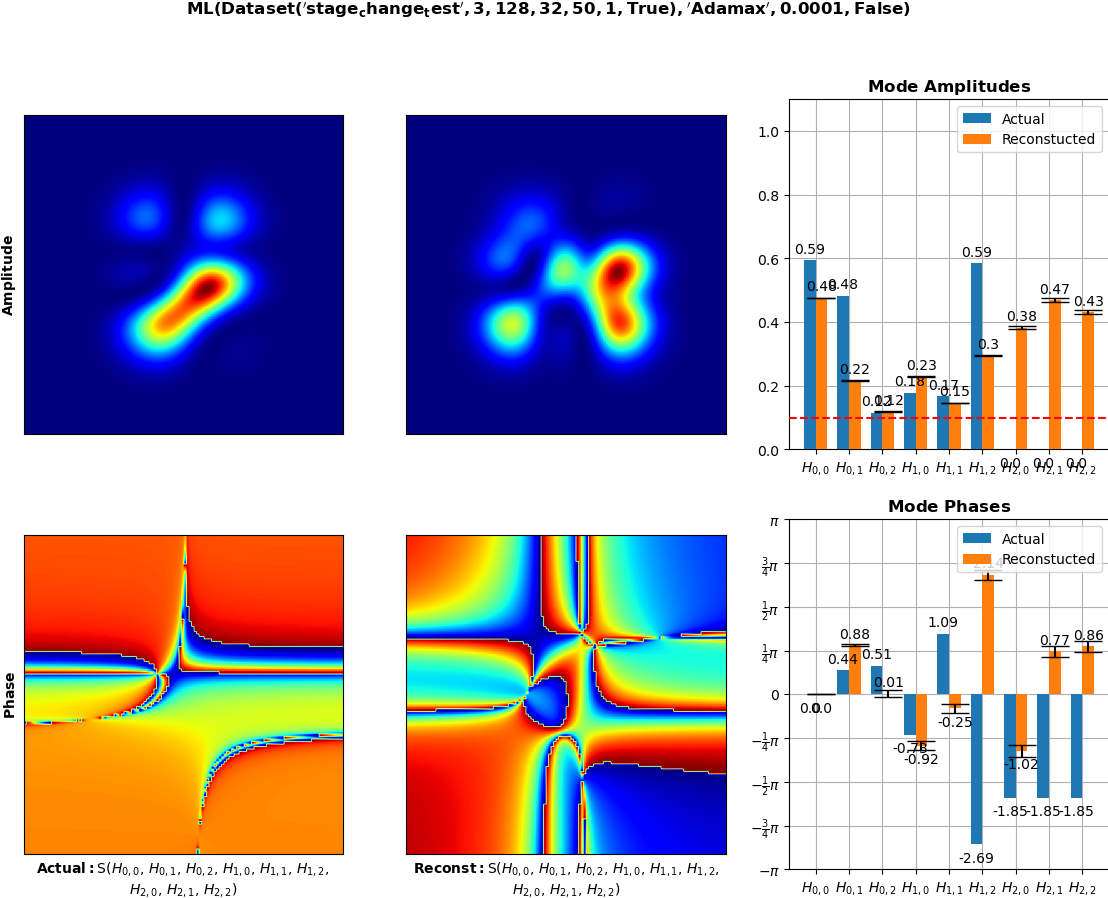 ML(Dataset('stage_change_test', 3, 128, 32, 50, 1, True), 'Adamax', 0.0001, False)
Amplitude
Mode Amplitudes
Actual
Reconstucted
1.0
0.8
0.6
0.4
0.2
0.0
0.59
0.48
0.48
0.22
0.12
0.12
0.18
0.23
0.17
0.15
0.59
0.3
0.0
0.38
0.0
0.47
0.0
0.43
H0,0 H0,1 H0,2 H1,0 H1,1 H1,2 H2,0 H2,1 H2,2
Phase
Mode Phases
Actual
Reconstucted
π
3/4π
1/2π
1/4π
0
−1/4π
−1/2π
−3/4π
−π
0.0
0.0
0.44
0.88
0.51
0.01
-0.78
-0.92
1.09
-0.25
-2.69
2.14
-1.85
-1.02
-1.85
0.77
-1.85
0.86
H0,0 H0,1 H0,2 H1,0 H1,1 H1,2 H2,0 H2,1 H2,2
Actual: S(H0,0, H0,1, H0,2, H1,0, H1,1, H1,2,
H2,0, H2,1, H2,2)
Reconst: S(H0,0, H0,1, H0,2, H1,0, H1,1, H1,2,
H2,0, H2,1, H2,2)